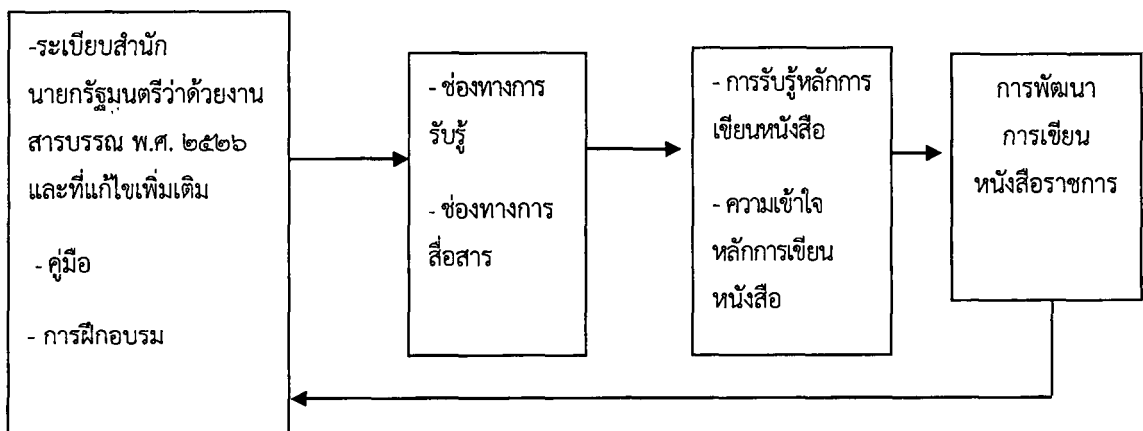 -ระเบียบสำนัก
นายกรัฐมนตรีว่าด้วยงาน
สารบรรณ พ.ศ. ๒๕๒๖
และที่แก้ไขเพิ่มเติม
- คู่มือ
- การฝึกอบรม
- ช่องทางการ
รับรู้
- ช่องทางการ
สื่อสาร
- การรับรู้หลักการ
เขียนหนังสือ
- ความเข้าใจ
หลักการเขียน
หนังสือ
การพัฒนา
การเขียน
หนังสือราชการ